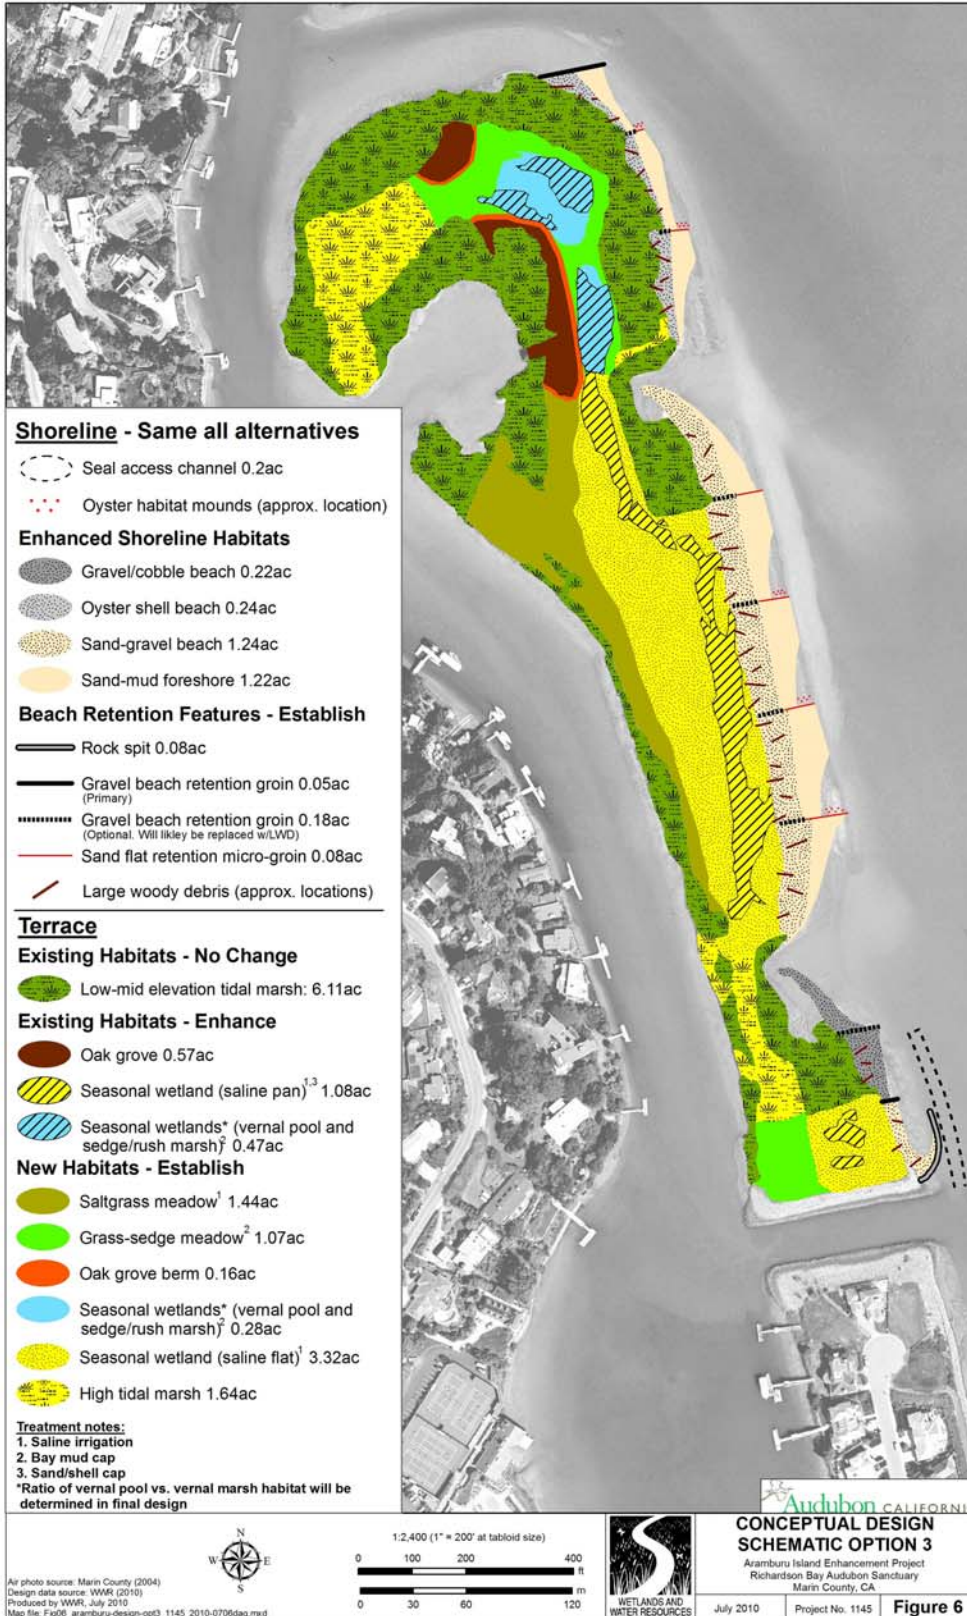 Shoreline - Same all alternatives
Seal access channel 0.2ac
Oyster habitat mounds (approx. location)
Enhanced Shoreline Habitats
Gravel/cobble beach 0.22ac
Oyster shell beach 0.24ac
Sand-gravel beach 1.24ac
Sand-mud foreshore 1.22ac
Beach Retention Features - Establish
Rock spit 0.08ac
Gravel beach retention groin 0.05ac
(Primary)
Gravel beach retention groin 0.18ac
(Optional. Will likley be replaced w/LWD)
Sand flat retention micro-groin 0.08ac
Large woody debris (approx. locations)
Terrace
Existing Habitats - No Change
Low-mid elevation tidal marsh: 6.11ac
Existing Habitats - Enhance
Oak grove 0.57ac
Seasonal wetland (saline pan)1,3 1.08ac
Seasonal wetlands* (vernal pool and
sedge/rush marsh)2 0.47ac
New Habitats - Establish
Saltgrass meadow1 1.44ac
Grass-sedge meadow2 1.07ac
Oak grove berm 0.16ac
Seasonal wetlands* (vernal pool and
sedge/rush marsh)2 0.28ac
Seasonal wetland (saline flat)1 3.32ac
High tidal marsh 1.64ac
Treatment notes:
1. Saline irrigation
2. Bay mud cap
3. Sand/shell cap
*Ratio of vernal pool vs. vernal marsh habitat will be
determined in final design
Air photo source: Marin County (2004)
Design data source: WWR (2010)
Produced by WWR, July 2010
Map file: Fig06_aramburu-design-opt3_1145_2010-0706dag.mxd
N
W E
S
1:2,400 (1" = 200' at tabloid size)
0 100 200 400
ft
m
0 30 60 120
WETLANDS AND
WATER RESOURCES
Audubon CALIFORNI
CONCEPTUAL DESIGN
SCHEMATIC OPTION 3
Aramburu Island Enhancement Project
Richardson Bay Audubon Sanctuary
Marin County, CA
July 2010
Project No. 1145
Figure 6